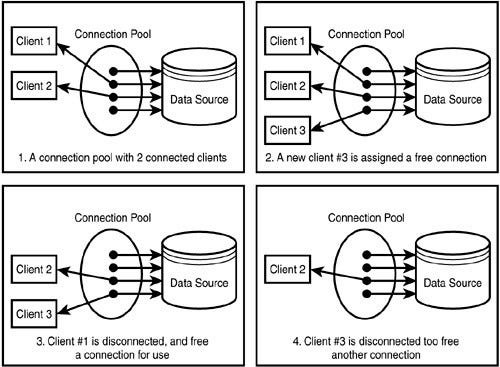 Connection Pool
Client 1
Client 2
Data Source
1. A connection pool with 2 connected clients
Connection Pool
Client 1
Client 2
Client 3
Data Source
2. A new client #3 is assigned a free connection
Connection Pool
Client 2
Client 3
Data Source
3. Client #1 is disconnected, and free
a connection for use
Connection Pool
Client 2
Data Source
4. Client #3 is disconnected too free
another connection